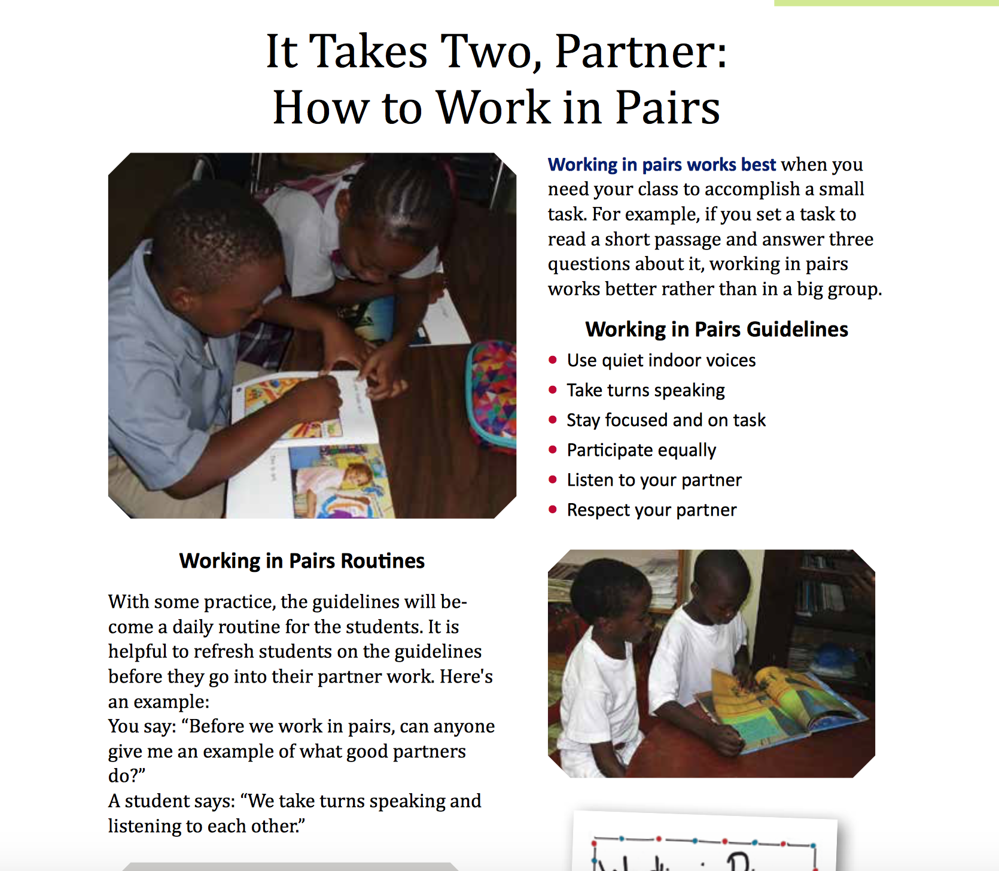 It Takes Two, Partner:
How to Work in Pairs
Working in pairs works best when you
need your class to accomplish a small
task. For example, if you set a task to
read a short passage and answer three
questions about it, working in pairs
works better rather than in a big group.
Working in Pairs Guidelines
• Use quiet indoor voices
• Take turns speaking
• Stay focused and on task
• Participate equally
• Listen to your partner
• Respect your partner
Working in Pairs Routines
With some practice, the guidelines will be-
come a daily routine for the students. It is
helpful to refresh students on the guidelines
before they go into their partner work. Here's
an example:
You say: “Before we work in pairs, can anyone
give me an example of what good partners
do?”
A student says: “We take turns speaking and
listening to each other.”